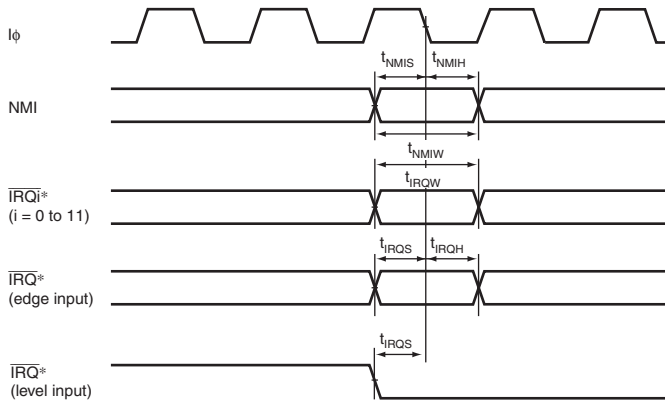 Iϕ
tNMIS tNMIH
NMI
tNMIW
tIRQW
IRQi*
(i = 0 to 11)
tIRQS tIRQH
IRQ*
(edge input)
tIRQS
IRQ*
(level input)